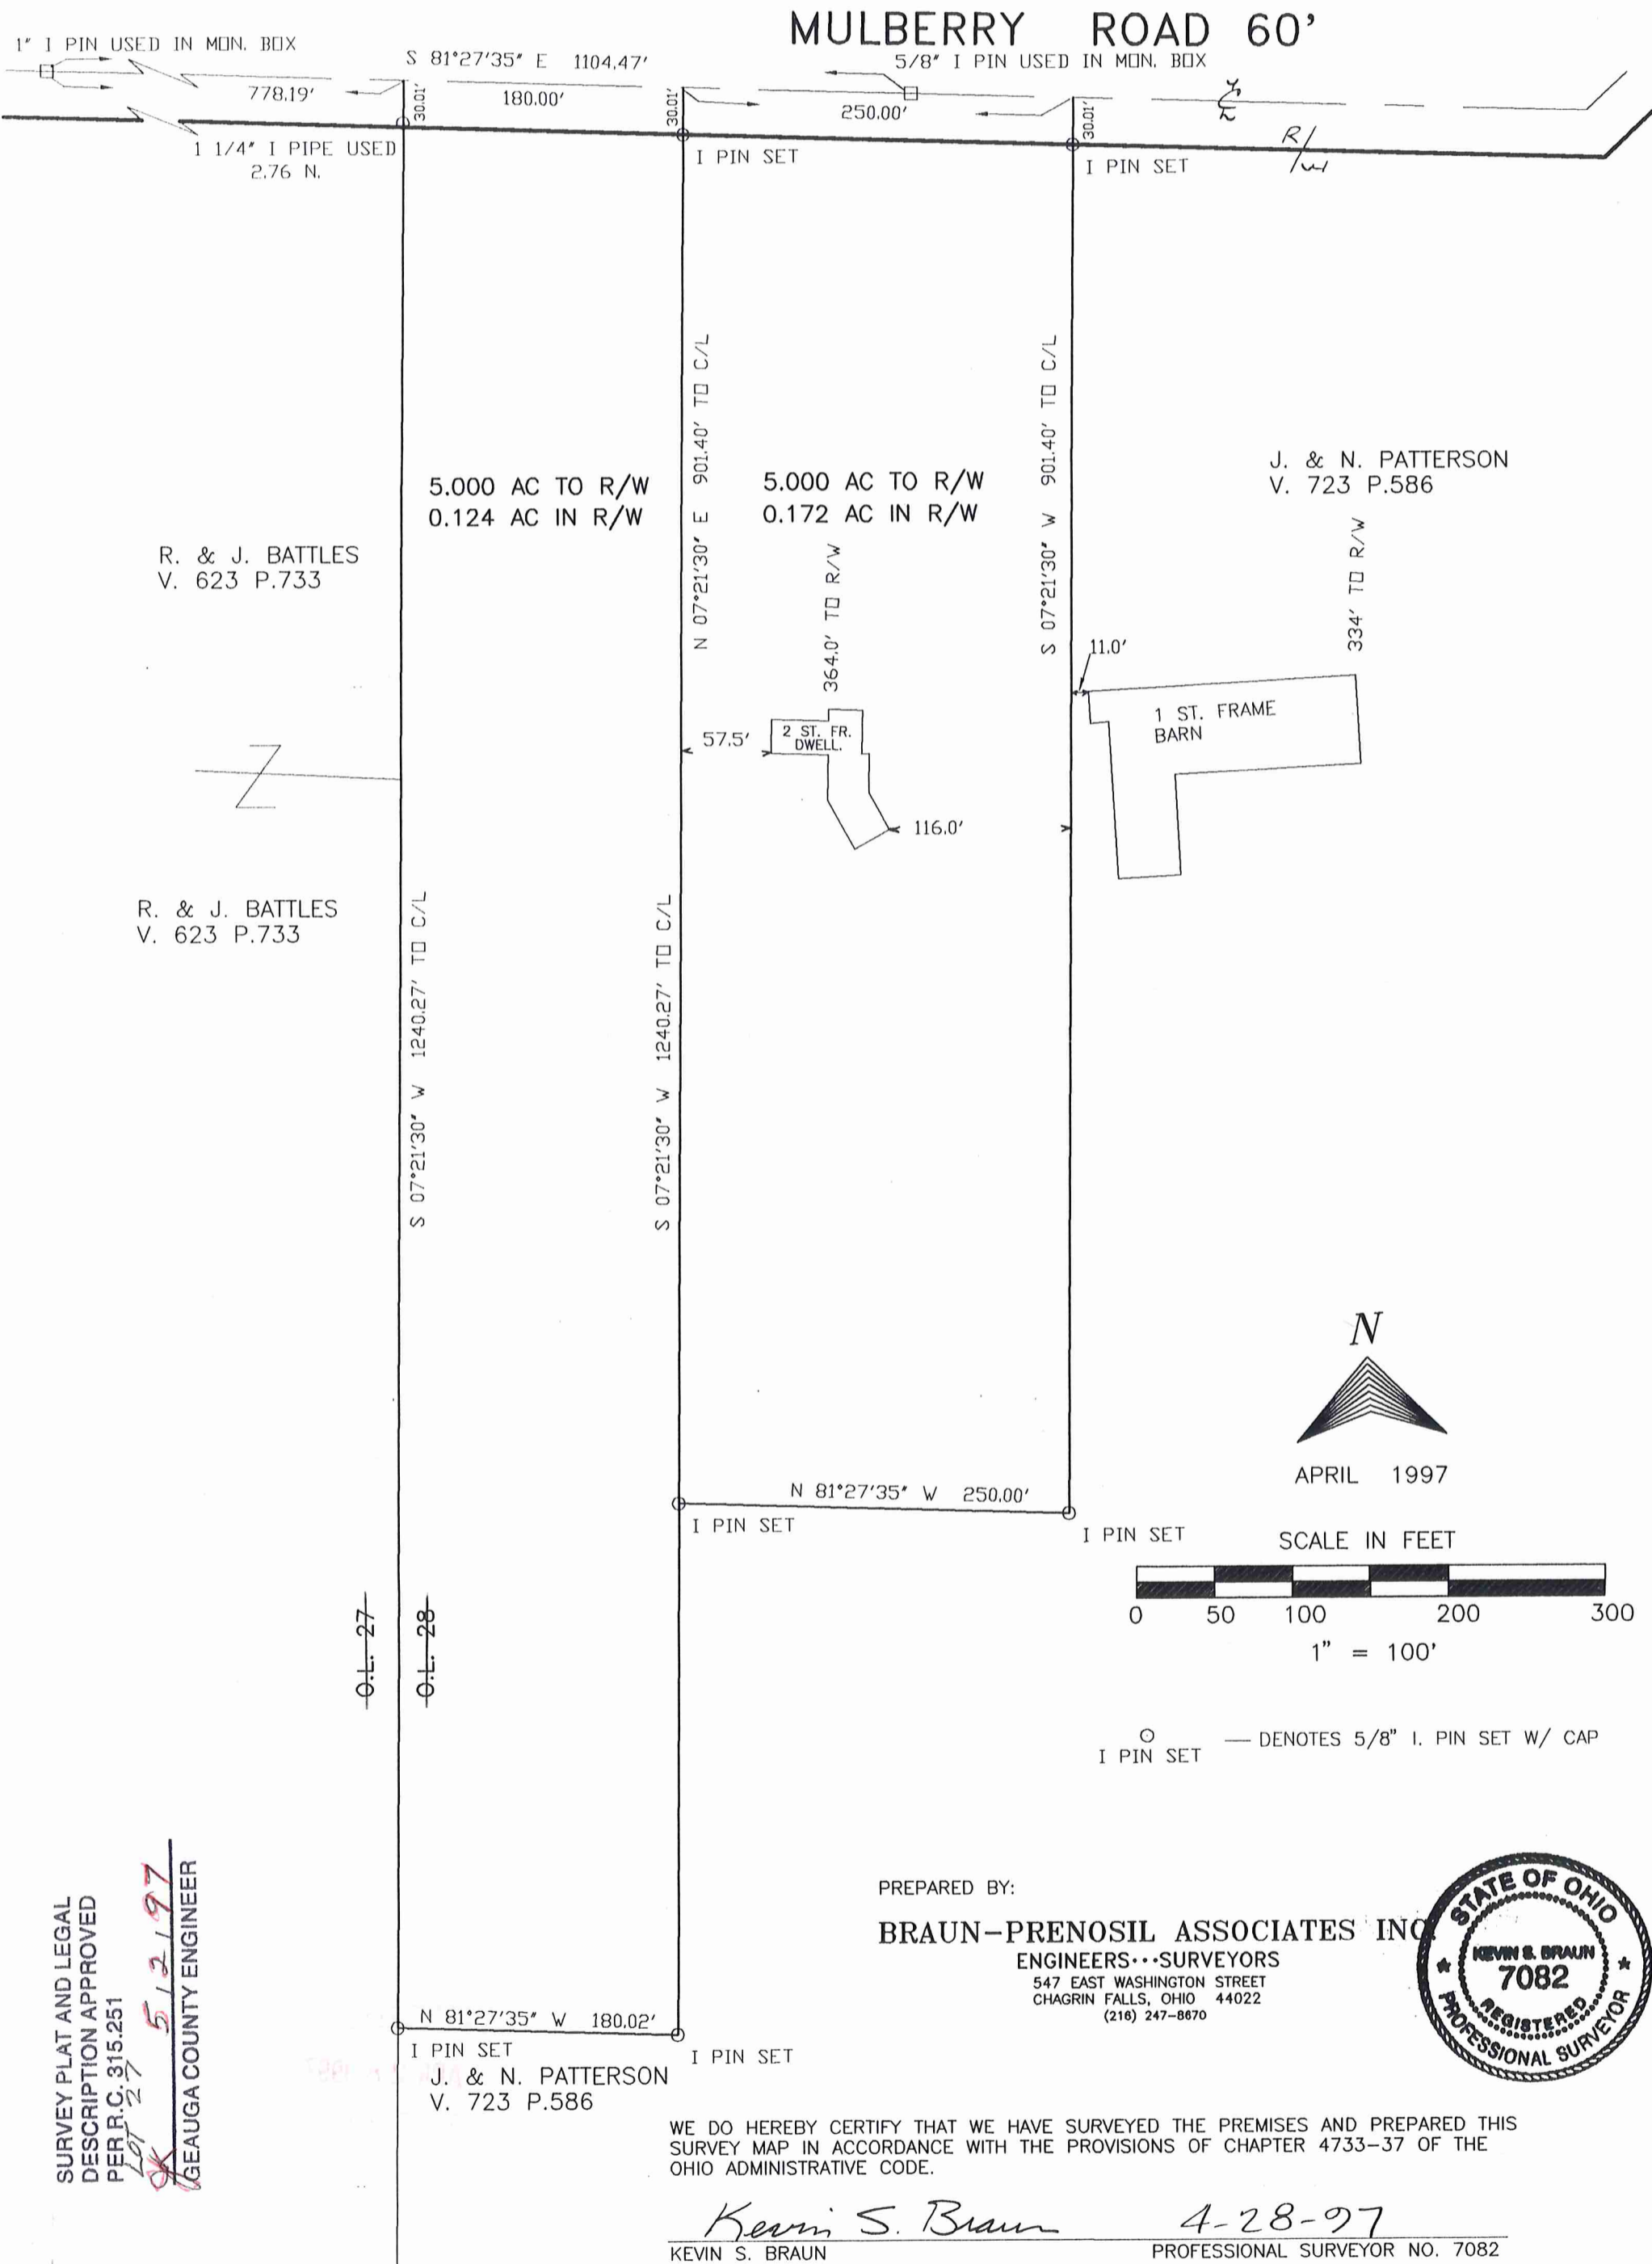 MULBERRY ROAD 60'
1" I PIN USED IN MON. BOX
S 81°27'35" E 1104.47'
5/8" I PIN USED IN MON. BOX
778.19'
30.01'
180.00'
30.01'
250.00'
30.01'
1 1/4" I PIPE USED
2.76 N.
I PIN SET
I PIN SET
R/W
N 07°21'30" E 901.40' TO C/L
S 07°21'30" W 901.40' TO C/L
5.000 AC TO R/W
0.124 AC IN R/W
5.000 AC TO R/W
0.172 AC IN R/W
J. & N. PATTERSON
V. 723 P.586
R. & J. BATTLES
V. 623 P.733
364.0' TO R/W
334' TO R/W
11.0'
57.5'
2 ST. FR.
DWELL.
1 ST. FRAME
BARN
116.0'
Z
R. & J. BATTLES
V. 623 P.733
S 07°21'30" W 1240.27' TO C/L
S 07°21'30" W 1240.27' TO C/L
N
APRIL 1997
N 81°27'35" W 250.00'
I PIN SET
I PIN SET
SCALE IN FEET
0 50 100 200 300
1" = 100'
O.L. 27
O.L. 28
I PIN SET — DENOTES 5/8" I. PIN SET W/ CAP
SURVEY PLAT AND LEGAL
DESCRIPTION APPROVED
PER R.C. 315.251
LOT 27
5/2/97
GEAUGA COUNTY ENGINEER
PREPARED BY:
BRAUN-PRENOSIL ASSOCIATES INC
ENGINEERS...SURVEYORS
547 EAST WASHINGTON STREET
CHAGRIN FALLS, OHIO 44022
(216) 247-8670
STATE OF OHIO
KEVIN S. BRAUN
7082
REGISTERED
PROFESSIONAL SURVEYOR
N 81°27'35" W 180.02'
I PIN SET
I PIN SET
J. & N. PATTERSON
V. 723 P.586
WE DO HEREBY CERTIFY THAT WE HAVE SURVEYED THE PREMISES AND PREPARED THIS
SURVEY MAP IN ACCORDANCE WITH THE PROVISIONS OF CHAPTER 4733-37 OF THE
OHIO ADMINISTRATIVE CODE.
Kevin S. Braun 4-28-97
KEVIN S. BRAUN PROFESSIONAL SURVEYOR NO. 7082